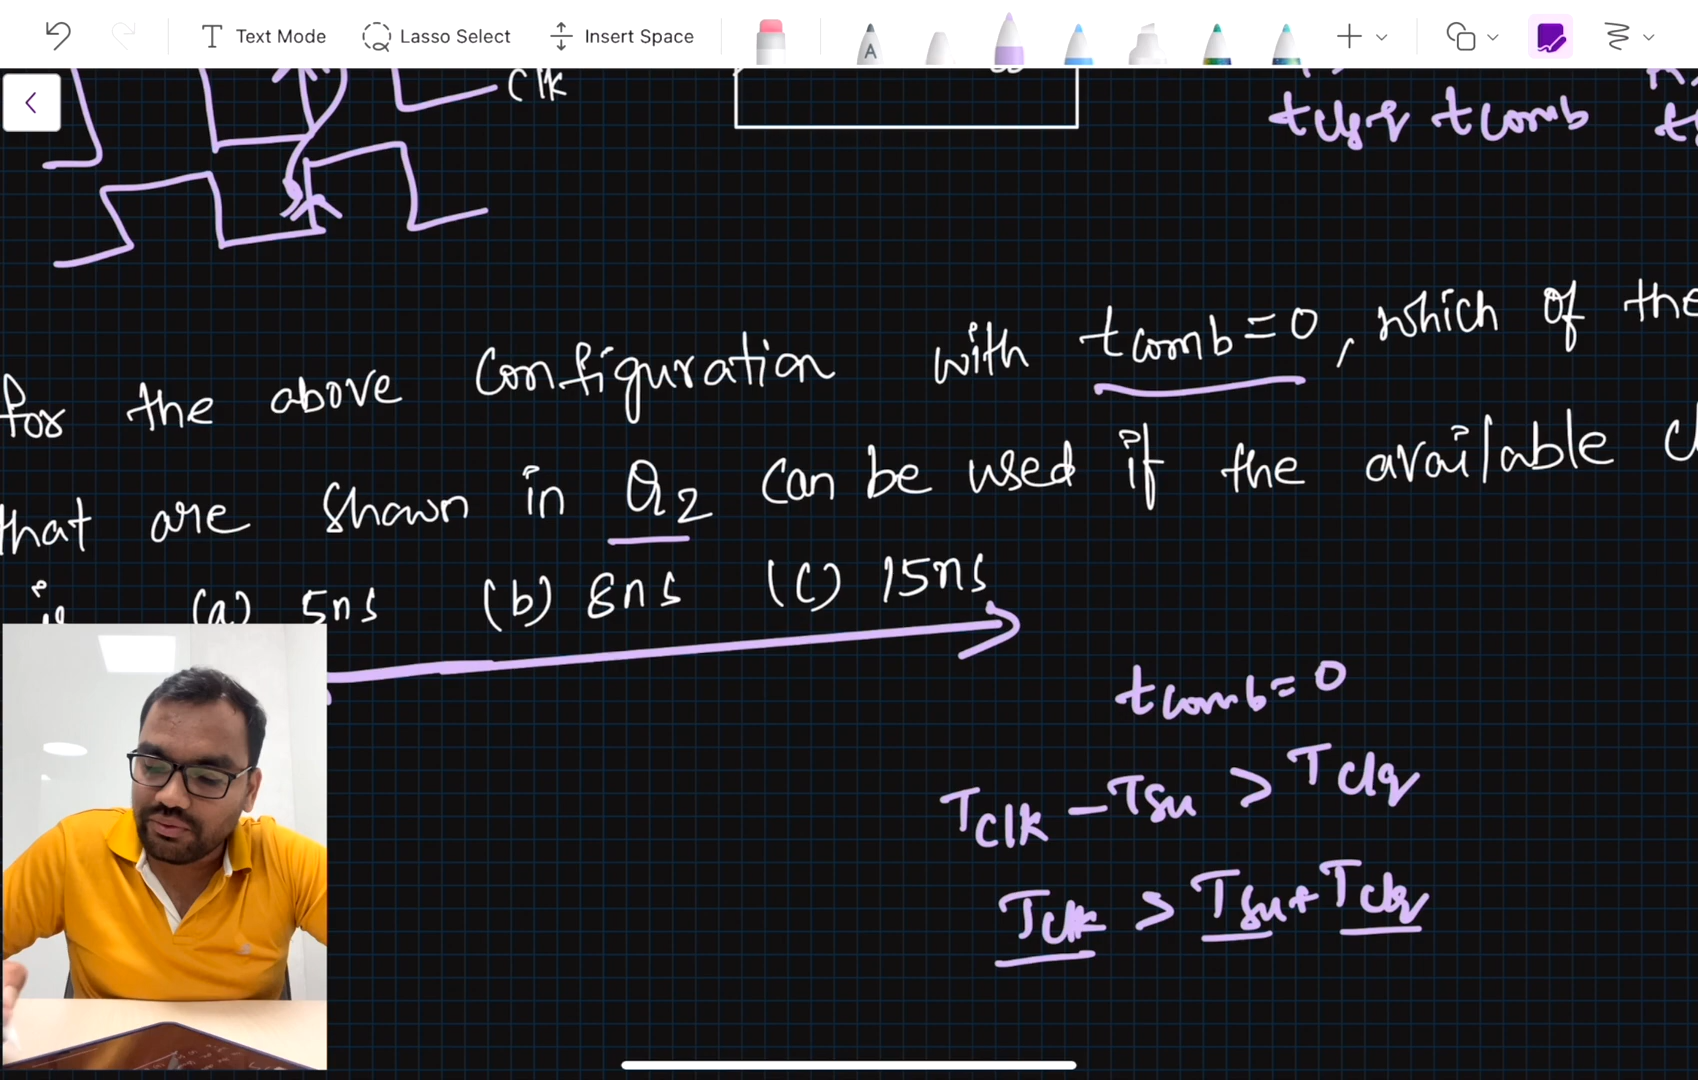 Text Mode Lasso Select Insert Space
A
Clk
tclq tcomb
for the above configuration with tcomb=0, which of the
that are shown in Q2 can be used if the available
(a) 5ns (b) 8ns (c) 15ns
tcomb=0
Tclk - Tsu > Tclq
Tclk > Tsu + Tclq